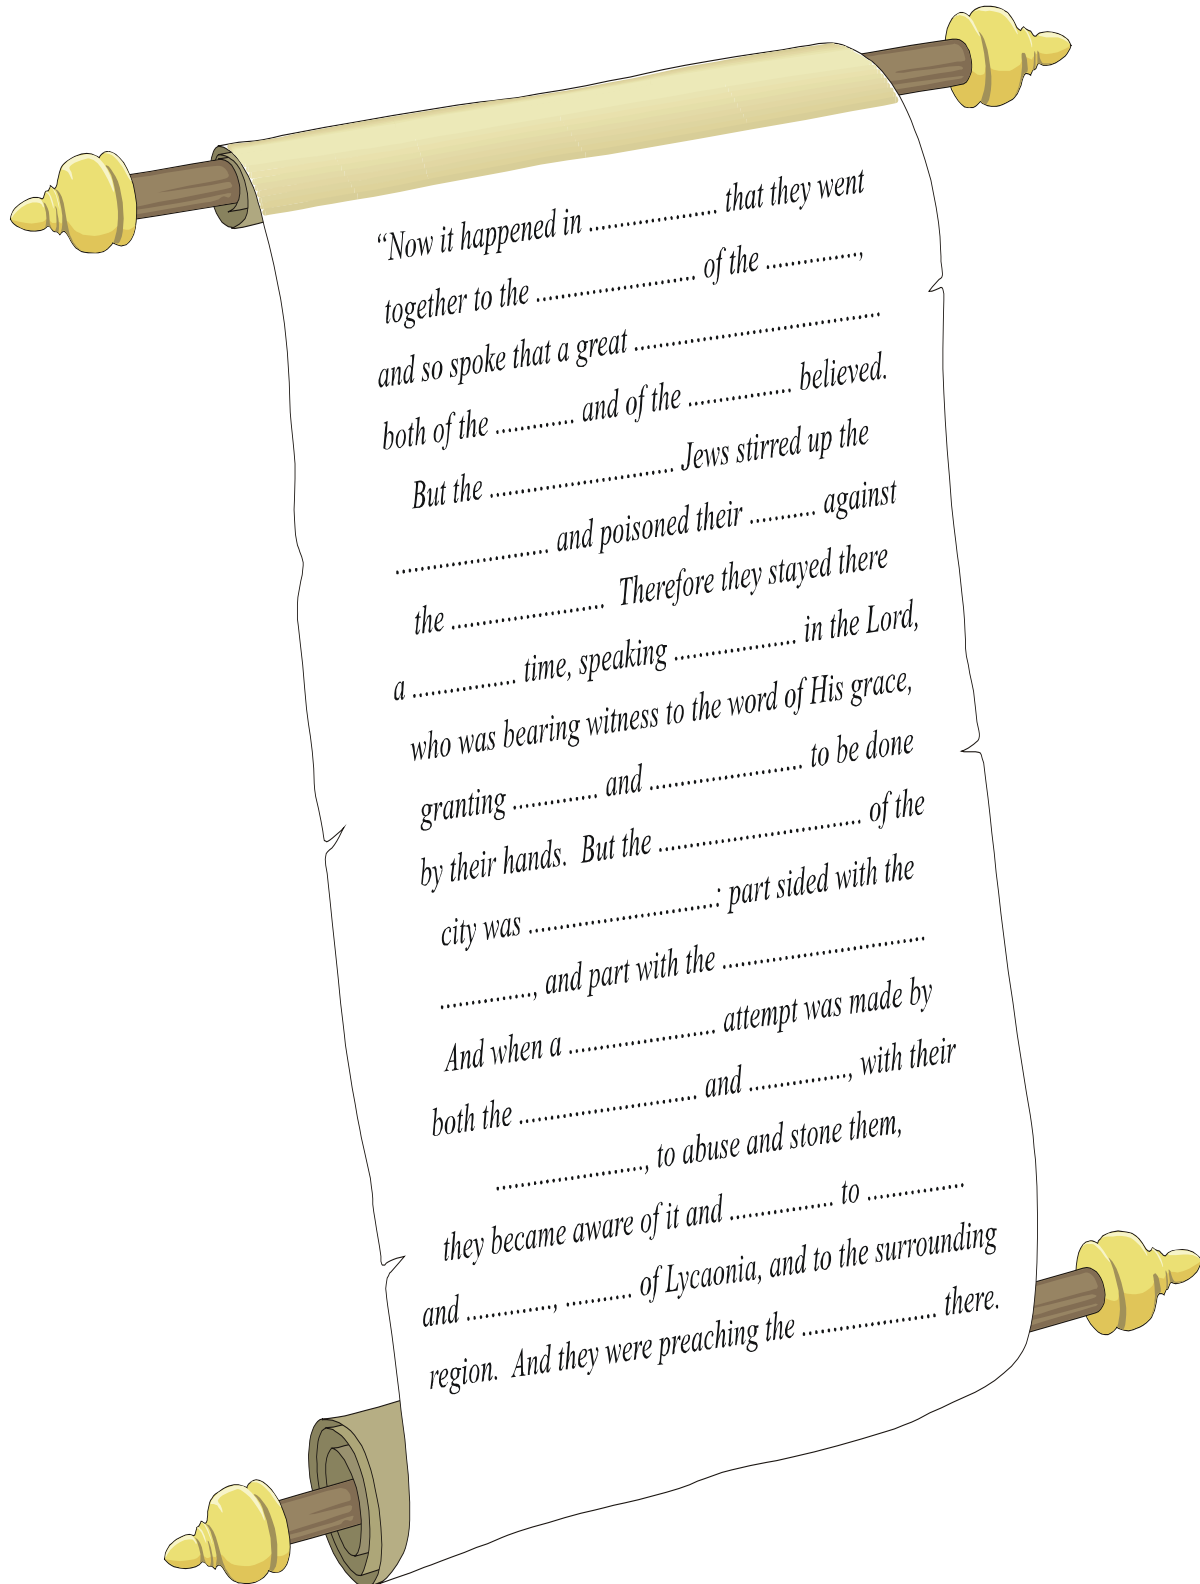 “Now it happened in ..................... that they went
together to the .......................... of the ...............,
and so spoke that a great ........................................
both of the ............. and of the ................. believed.
But the .............................. Jews stirred up the
......................... and poisoned their ........... against
the ......................... Therefore they stayed there
a ................. time, speaking .................... in the Lord,
who was bearing witness to the word of His grace,
granting .............. and ......................... to be done
by their hands. But the ................................. of the
city was ...............................: part sided with the
..............., and part with the .................................
And when a ........................ attempt was made by
both the ............................. and ................, with their
........................, to abuse and stone them,
they became aware of it and ................. to ................
and .............., ........... of Lycaonia, and to the surrounding
region. And they were preaching the ...................... there.